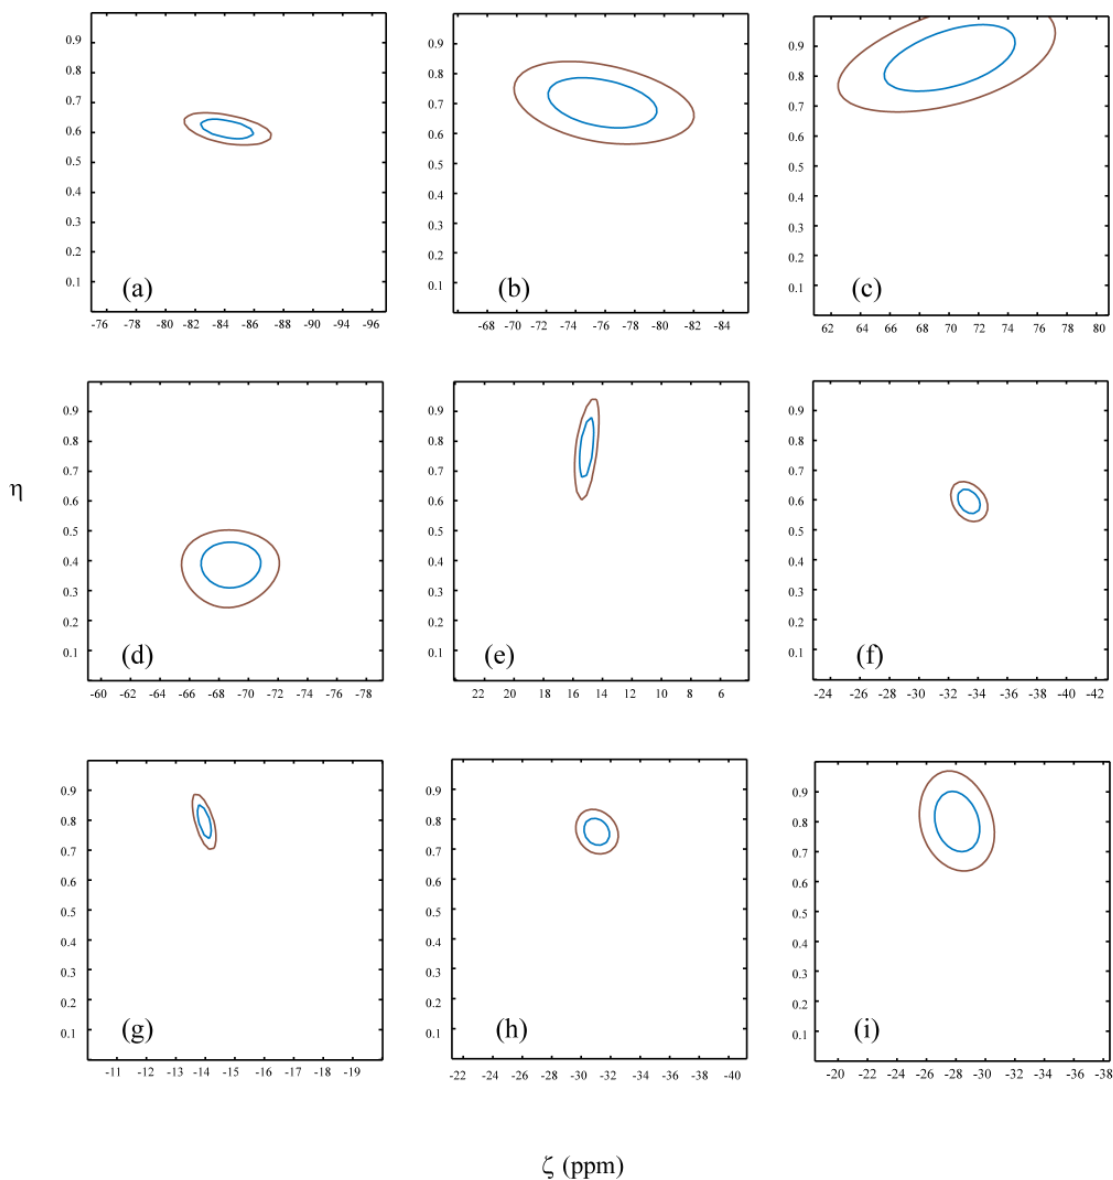 0.9 0.8 0.7 0.6 0.5 0.4 0.3 0.2 0.1
(a)
-76 -78 -82 -82 -84 -86 -90 -90 -94 -96
0.9 0.8 0.7 0.6 0.5 0.4 0.3 0.2 0.1
(b)
-68 -70 -72 -74 -76 -78 -80 -82 -84
0.9 0.8 0.7 0.6 0.5 0.4 0.3 0.2 0.1
(c)
62 64 66 68 70 72 74 76 78 80
η
0.9 0.8 0.7 0.6 0.5 0.4 0.3 0.2 0.1
(d)
-60 -62 -64 -66 -68 -70 -72 -74 -76 -78
0.9 0.8 0.7 0.6 0.5 0.4 0.3 0.2 0.1
(e)
22 20 18 16 14 12 10 8 6
0.9 0.8 0.7 0.6 0.5 0.4 0.3 0.2 0.1
(f)
-24 -26 -28 -30 -32 -34 -36 -38 -40 -42
0.9 0.8 0.7 0.6 0.5 0.4 0.3 0.2 0.1
(g)
-11 -12 -13 -14 -15 -16 -17 -18 -19
0.9 0.8 0.7 0.6 0.5 0.4 0.3 0.2 0.1
(h)
-22 -24 -26 -28 -30 -32 -34 -36 -38 -40
0.9 0.8 0.7 0.6 0.5 0.4 0.3 0.2 0.1
(i)
-20 -22 -24 -26 -28 -30 -32 -34 -36 -38
ζ (ppm)